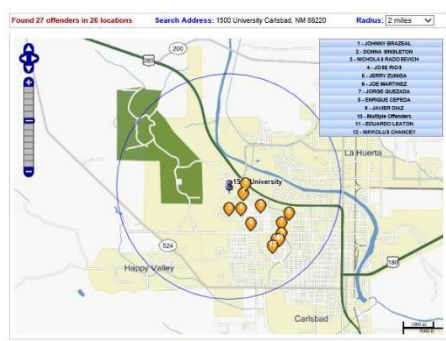 Found 27 offenders in 26 locations
Search Address: 1500 University Carlsbad, NM 88220
Radius: 2 miles
1 - JOHNNY BRAZEAL
2 - DONNA SINGLETON
3 - NICHOLAS RADOSEVICH
4 - JOSE RIOS
5 - JERRY ZUNIGA
6 - JOE MARTINEZ
7 - JORGE QUEZADA
8 - ENRIQUE CEPEDA
9 - JAVIER DIAZ
10 - Multiple Offenders
11 - EDUARDO LEATON
12 - NIKKOLUS CHANCEY
200
285
La Huerta
University
524
Happy Valley
180
Carlsbad